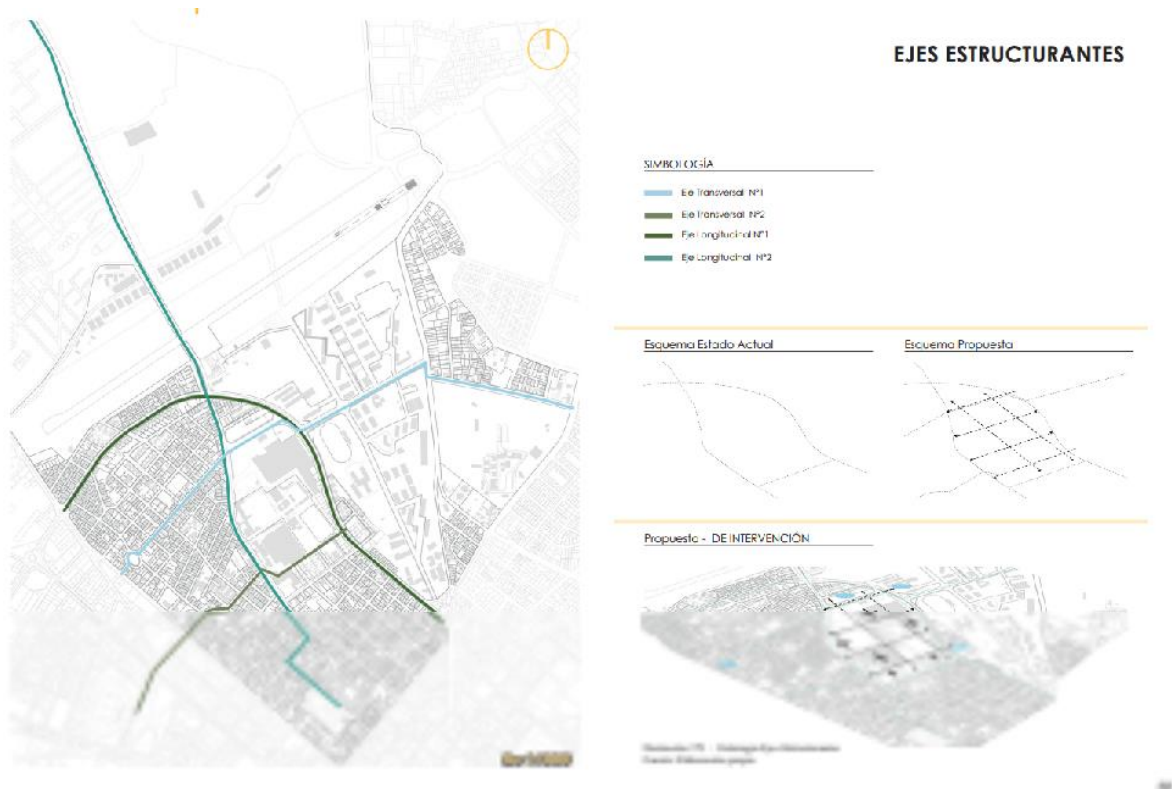 EJES ESTRUCTURANTES
SIMBOLOGÍA
Eje Transversal N°1
Eje Transversal N°2
Eje Longitudinal N°1
Eje Longitudinal N°2
Esquema Estado Actual
Esquema Propuesta
Propuesta - DE INTERVENCIÓN